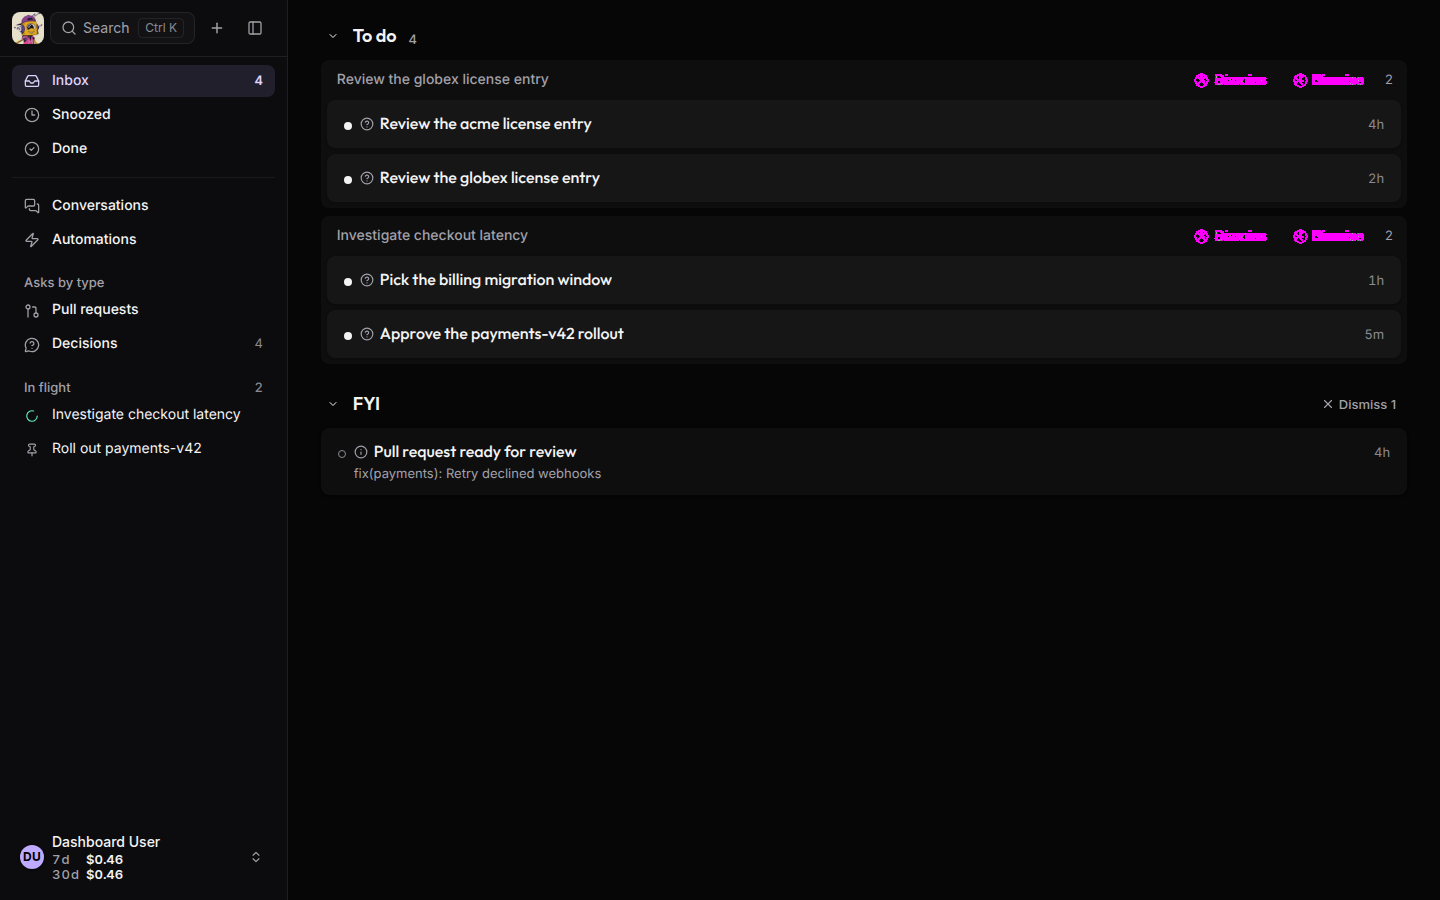 Search Ctrl K
Inbox 4
Snoozed
Done
Conversations
Automations
Asks by type
Pull requests
Decisions 4
In flight 2
Investigate checkout latency
Roll out payments-v42
DU Dashboard User
7d $0.46
30d $0.46
To do 4
Review the globex license entry 2
Review the acme license entry 4h
Review the globex license entry 2h
Investigate checkout latency 2
Pick the billing migration window 1h
Approve the payments-v42 rollout 5m
FYI Dismiss 1
Pull request ready for review 4h
fix(payments): Retry declined webhooks